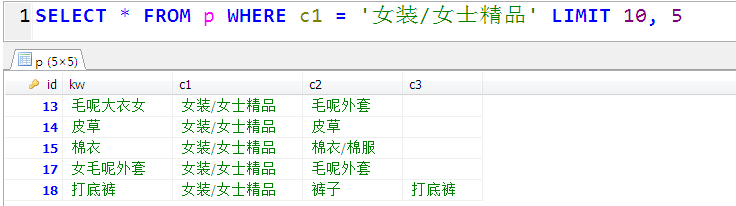 1 SELECT * FROM p WHERE c1 = '女装/女士精品' LIMIT 10, 5
p (5×5)
id kw c1 c2 c3
13 毛呢大衣女 女装/女士精品 毛呢外套
14 皮草 女装/女士精品 皮草
15 棉衣 女装/女士精品 棉衣/棉服
17 女毛呢外套 女装/女士精品 毛呢外套
18 打底裤 女装/女士精品 裤子 打底裤